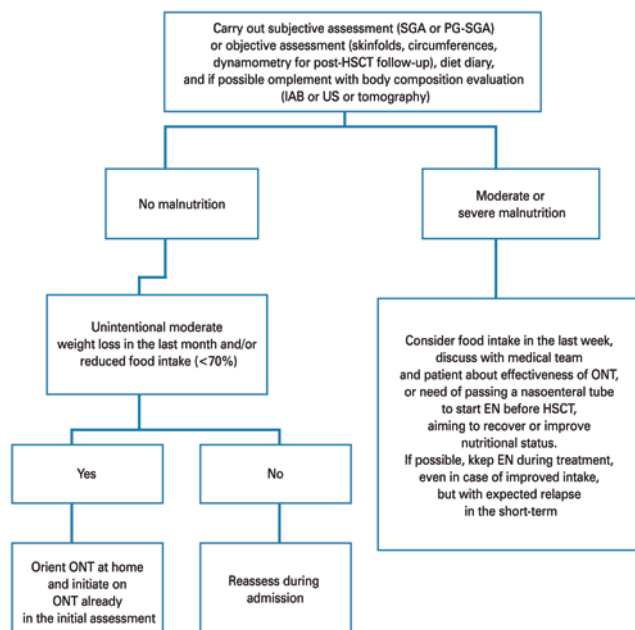 Carry out subjective assessment (SGA or PG-SGA)
or objective assessment (skinfolds, circumferences,
dynamometry for post-HSCT follow-up), diet diary,
and if possible omplement with body composition evaluation
(IAB or US or tomography)
No malnutrition
Moderate or
severe malnutrition
Unintentional moderate
weight loss in the last month and/or
reduced food intake (<70%)
Consider food intake in the last week,
discuss with medical team
and patient about effectiveness of ONT,
or need of passing a nasoenteral tube
to start EN before HSCT,
aiming to recover or improve
nutritional status.
If possible, kkep EN during treatment,
even in case of improved intake,
but with expected relapse
in the short-term
Yes
No
Orient ONT at home
and initiate on
ONT already
in the initial assessment
Reassess during
admission